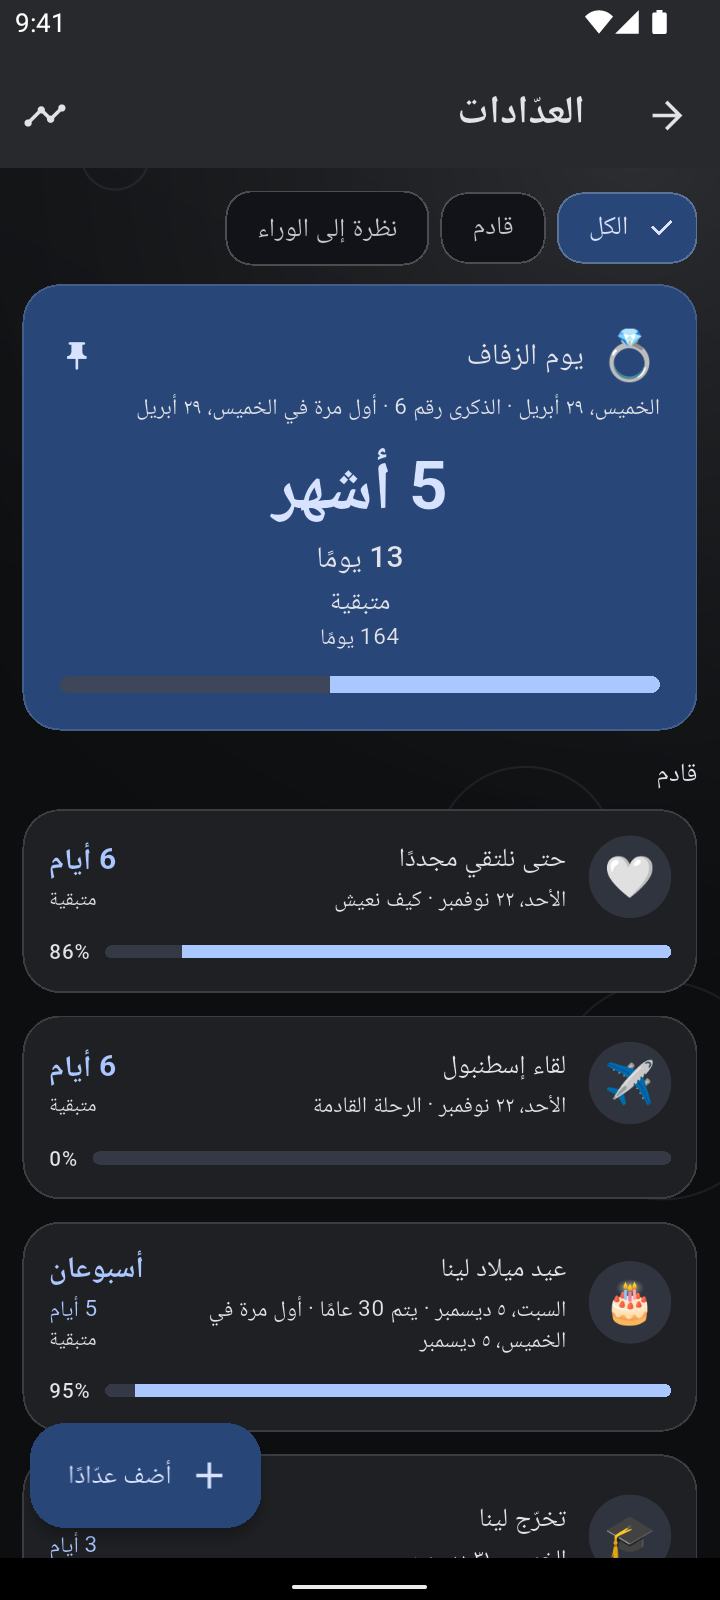 9:41
العدّادات
الكل
قادم
نظرة إلى الوراء
يوم الزفاف
الخميس، ٢٩ أبريل · الذكرى رقم 6 · أول مرة في الخميس، ٢٩ أبريل
5 أشهر
13 يومًا
متبقية
164 يومًا
قادم
حتى نلتقي مجددًا
6 أيام
الأحد، ٢٢ نوفمبر · كيف نعيش
متبقية
86%
لقاء إسطنبول
6 أيام
الأحد، ٢٢ نوفمبر · الرحلة القادمة
متبقية
0%
عيد ميلاد لينا
أسبوعان
السبت، ٥ ديسمبر · يتم 30 عامًا · أول مرة في
5 أيام
الخميس، ٥ ديسمبر
متبقية
95%
أضف عدّادًا
تخرّج لينا
3 أيام